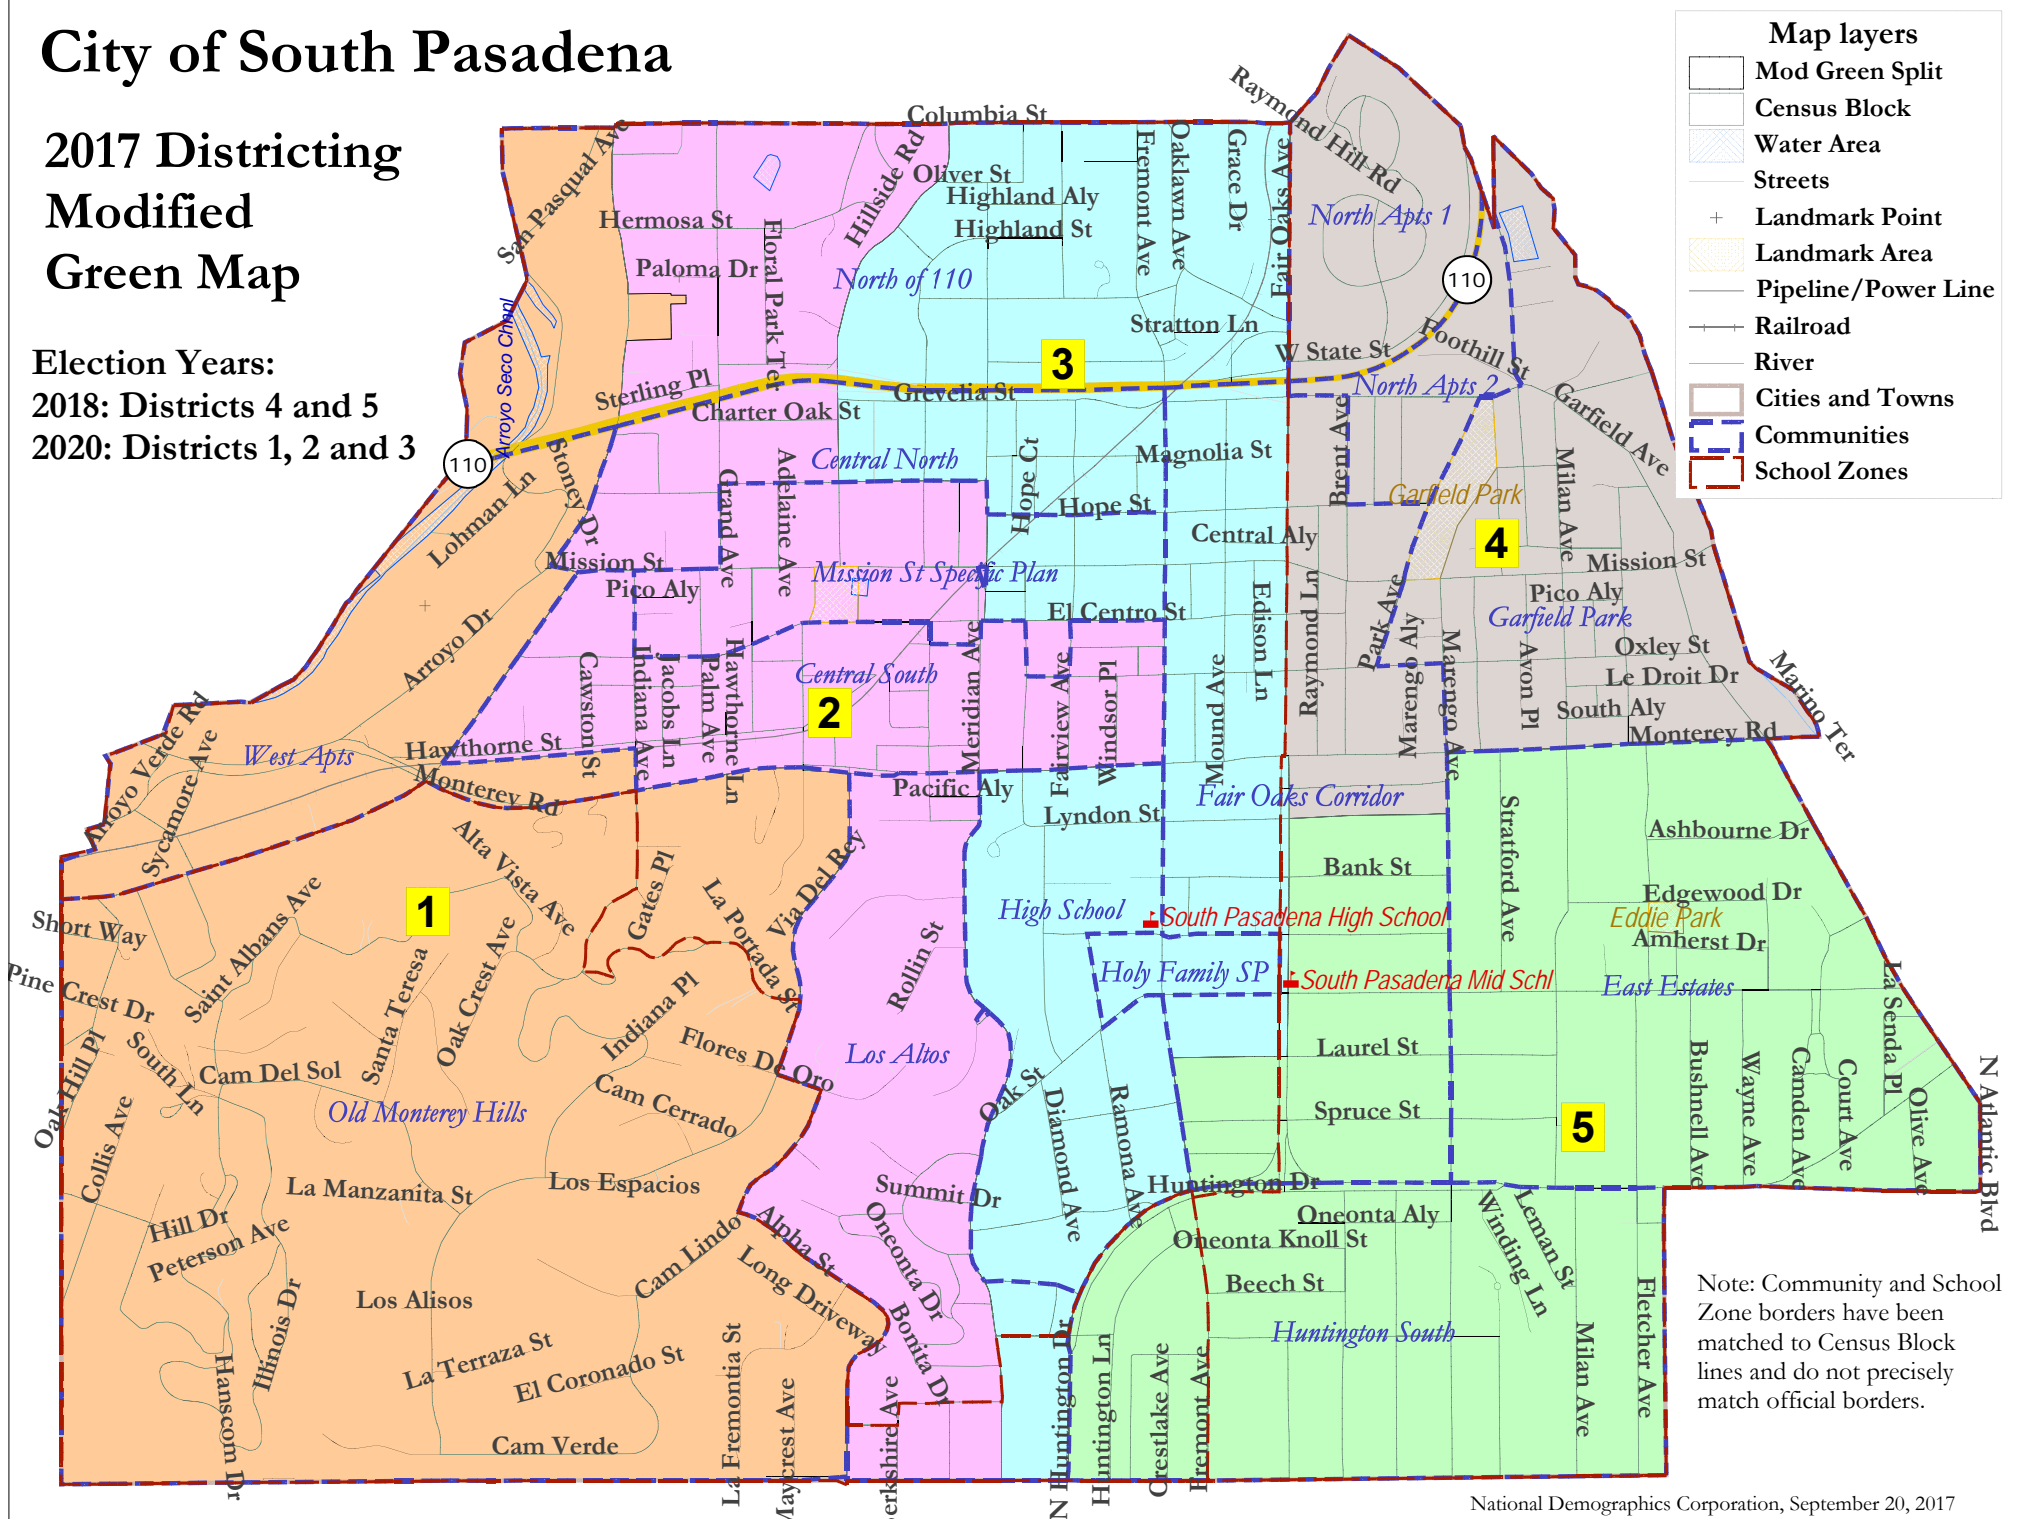 City of South Pasadena
2017 Districting
Modified
Green Map
Election Years:
2018: Districts 4 and 5
2020: Districts 1, 2 and 3
Map layers
Mod Green Split
Census Block
Water Area
Streets
Landmark Point
Landmark Area
Pipeline/Power Line
Railroad
River
Cities and Towns
Communities
School Zones
Columbia St
Raymond Hill Rd
San Pasqual Ave
Hillside Rd
Oliver St
Highland Aly
Highland St
Fremont Ave
Oaklawn Ave
Grace Dr
Fair Oaks Ave
Hermosa St
Floral Park Ter
Paloma Dr
North of 110
North Apts 1
110
Arroyo Seco Chnl
Stratton Ln
W State St
Foothill St
3
Sterling Pl
Grevelia St
North Apts 2
Charter Oak St
Garfield Ave
Brent Ave
110
Stoney Dr
Lohman Ln
Grand Ave
Adelaine Ave
Central North
Hope Ct
Magnolia St
Milan Ave
Garfield Park
Hope St
Central Aly
4
Mission St
Mission St
Pico Aly
Mission St Specific Plan
Pico Aly
El Centro St
Edison Ln
Raymond Ln
Park Ave
Marengo Aly
Marengo Ave
Garfield Park
Avon Pl
Oxley St
Le Droit Dr
South Aly
Monterey Rd
Marino Ter
Arroyo Dr
Cawston St
Indiana Ave
Jacobs Ln
Palm Ave
Hawthorne Ln
Central South
2
Meridian Ave
Fairview Ave
Windsor Pl
Mound Ave
Arroyo Verde Rd
Sycamore Ave
West Apts
Hawthorne St
Monterey Rd
Pacific Aly
Lyndon St
Fair Oaks Corridor
Stratford Ave
Ashbourne Dr
Alta Vista Ave
Gates Pl
La Portada St
Via Del Rey
Bank St
Edgewood Dr
Eddie Park
Amherst Dr
1
Short Way
Saint Albans Ave
High School
South Pasadena High School
Rollin St
Holy Family SP
South Pasadena Mid Schl
East Estates
La Senda Pl
Pine Crest Dr
Santa Teresa
Oak Crest Ave
Indiana Pl
Flores De Oro
Los Altos
Oak Hill Pl
South Ln
Cam Del Sol
Old Monterey Hills
Cam Cerrado
Oak St
Diamond Ave
Ramona Ave
Laurel St
Spruce St
5
Bushnell Ave
Wayne Ave
Camden Ave
Court Ave
Olive Ave
N Atlantic Blvd
Collis Ave
La Manzanita St
Los Espacios
Summit Dr
Huntington Dr
Hill Dr
Peterson Ave
Cam Lindo
Alpha St
Long Driveway
Oneonta Dr
Oneonta Aly
Oneonta Knoll St
Winding Ln
Leman St
Beech St
Illinois Dr
Los Alisos
Bonita Dr
Huntington South
Fletcher Ave
Milan Ave
La Terraza St
El Coronado St
Hanscom Dr
Cam Verde
La Fremontia St
Maycrest Ave
erkshire Ave
N Huntington Dr
Huntington Ln
Crestlake Ave
Fremont Ave
Note: Community and School
Zone borders have been
matched to Census Block
lines and do not precisely
match official borders.
National Demographics Corporation, September 20, 2017